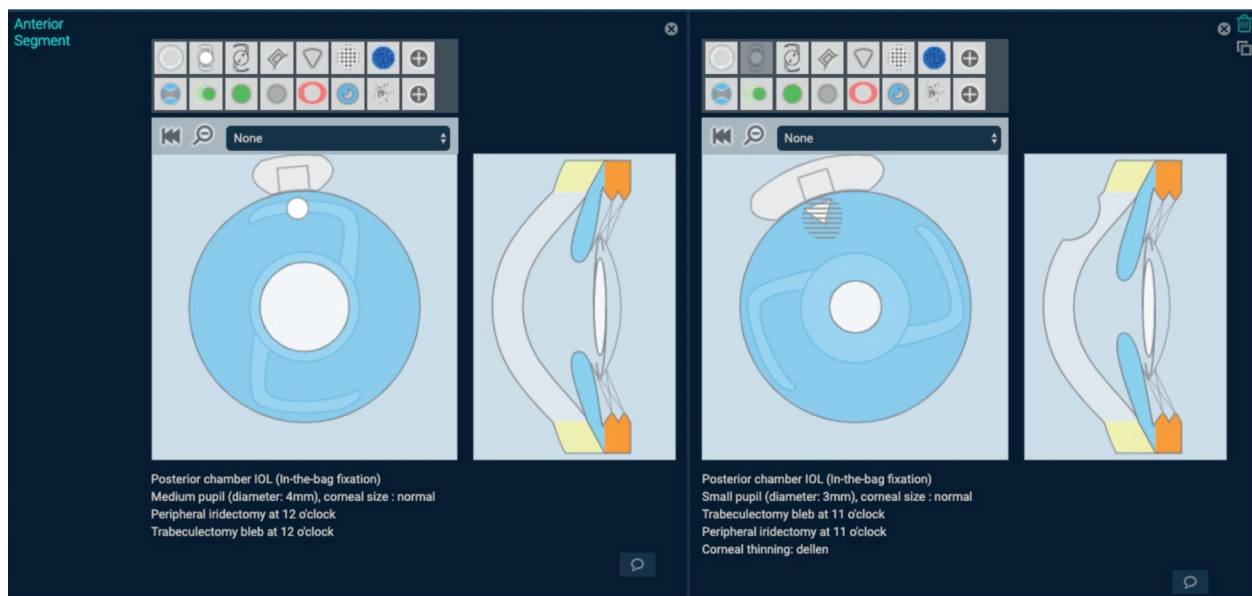 Anterior
Segment
None
None
Posterior chamber IOL (In-the-bag fixation)
Medium pupil (diameter: 4mm), corneal size : normal
Peripheral iridectomy at 12 o'clock
Trabeculectomy bleb at 12 o'clock
Posterior chamber IOL (In-the-bag fixation)
Small pupil (diameter: 3mm), corneal size : normal
Trabeculectomy bleb at 11 o'clock
Peripheral iridectomy at 11 o'clock
Corneal thinning: dellen